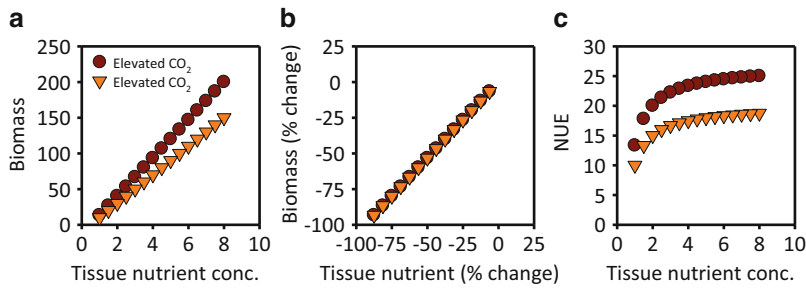 a
250
200
150
100
50
0
Biomass
Elevated CO₂
Elevated CO₂
0 2 4 6 8 10
Tissue nutrient conc.
b
0
-25
-50
-75
-100
Biomass (% change)
-100 -75 -50 -25 0 25
Tissue nutrient (% change)
c
30
25
20
15
10
5
0
NUE
0 2 4 6 8 10
Tissue nutrient conc.